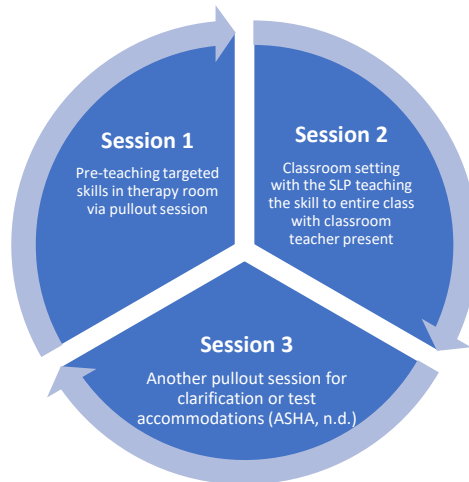 Session 1
Pre-teaching targeted
skills in therapy room
via pullout session
Session 2
Classroom setting
with the SLP teaching
the skill to entire class
with classroom
teacher present
Session 3
Another pullout session for
clarification or test
accommodations (ASHA, n.d.)